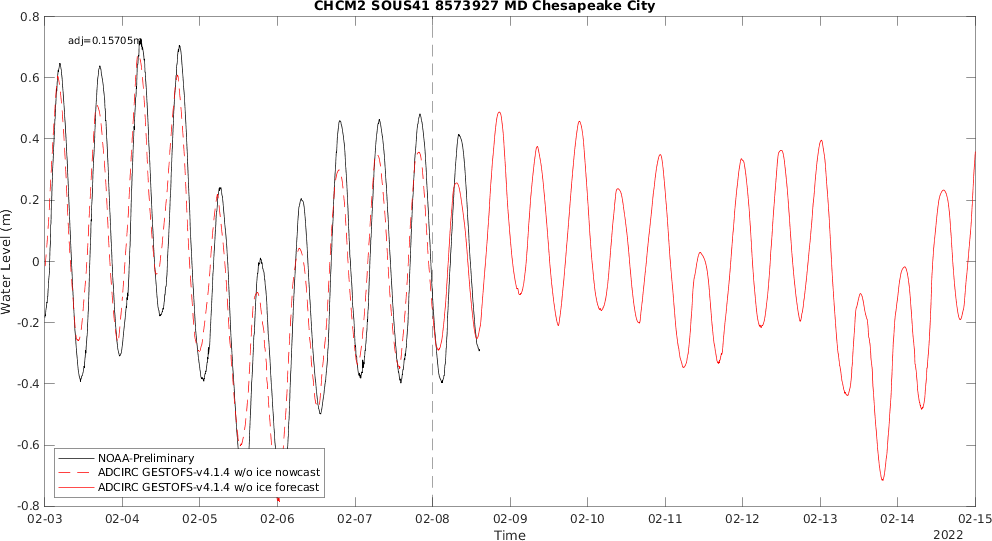 CHCM2 SOUS41 8573927 MD Chesapeake City
0.8
adj=0.15705m
0.6
0.4
0.2
0
-0.2
-0.4
-0.6
-0.8
Water Level (m)
NOAA-Preliminary
ADCIRC GESTOFS-v4.1.4 w/o ice nowcast
ADCIRC GESTOFS-v4.1.4 w/o ice forecast
02-03 02-04 02-05 02-06 02-07 02-08 02-09 02-10 02-11 02-12 02-13 02-14 02-15
Time
2022